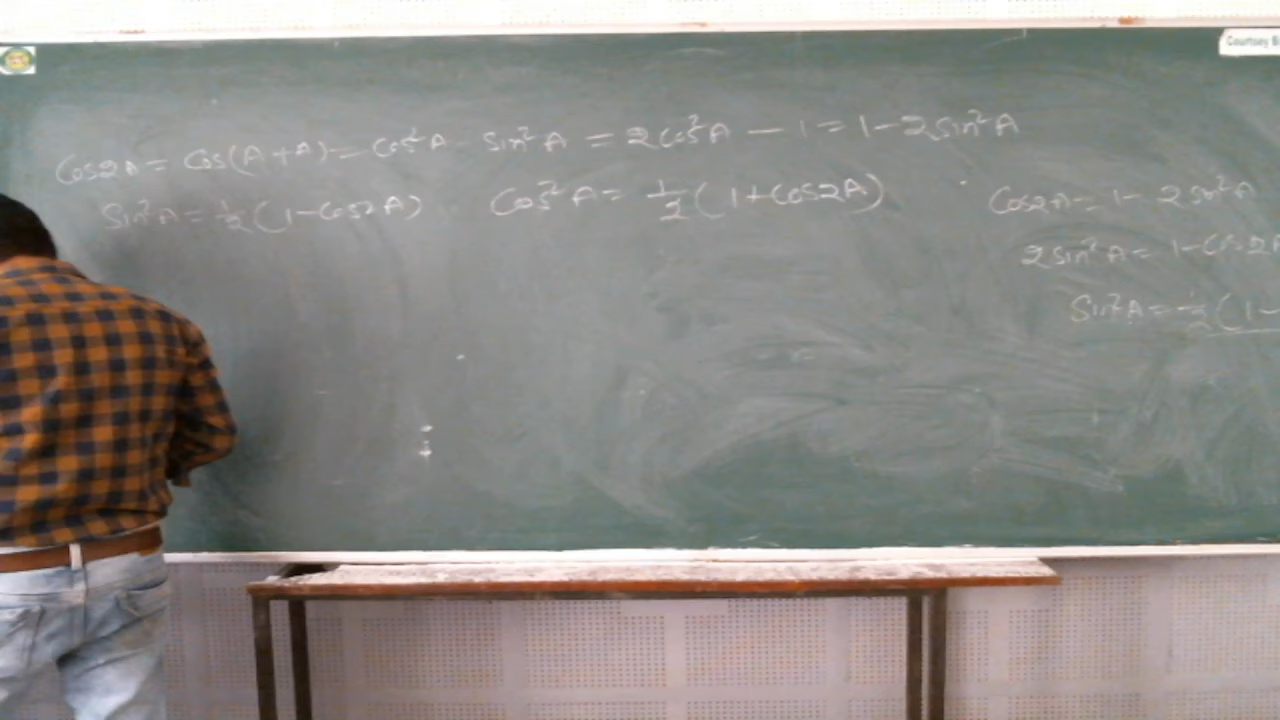 Courtsey B
Cos2A = Cos(A+A) = Cos²A - Sin²A = 2Cos²A - 1 = 1 - 2Sin²A
Sin²A = 1/2 (1 - Cos2A) Cos²A = 1/2 (1 + Cos2A)
Cos2A = 1 - 2Sin²A
2Sin²A = 1 - Cos2A
Sin²A = 1/2 (1 -